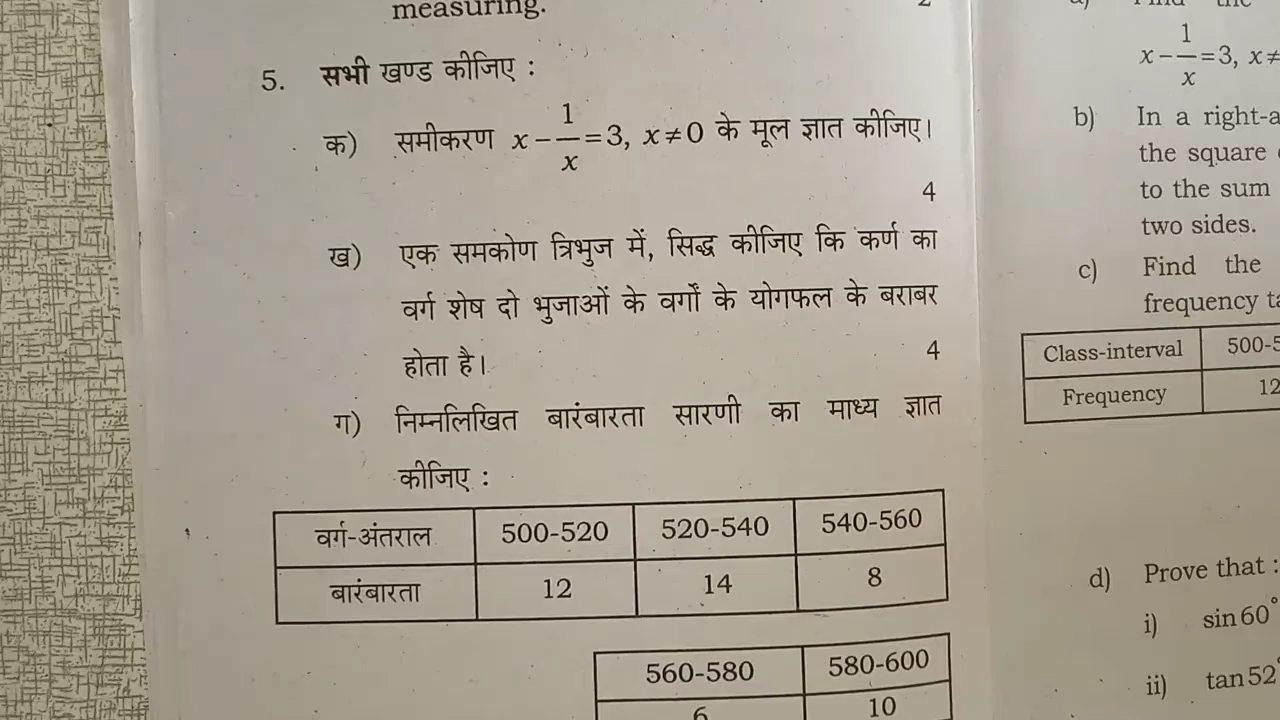 measuring.
5. सभी खण्ड कीजिए :
क) समीकरण x - 1/x = 3, x ≠ 0 के मूल ज्ञात कीजिए।
4
ख) एक समकोण त्रिभुज में, सिद्ध कीजिए कि कर्ण का
वर्ग शेष दो भुजाओं के वर्गों के योगफल के बराबर
होता है।
4
ग) निम्नलिखित बारंबारता सारणी का माध्य ज्ञात
कीजिए :
वर्ग-अंतराल 500-520 520-540 540-560
बारंबारता 12 14 8
560-580 580-600
6 10
x - 1/x = 3, x ≠
b) In a right-a
the square
to the sum
two sides.
c) Find the
frequency ta
Class-interval 500-5
Frequency 12
d) Prove that :
i) sin 60°
ii) tan 52°